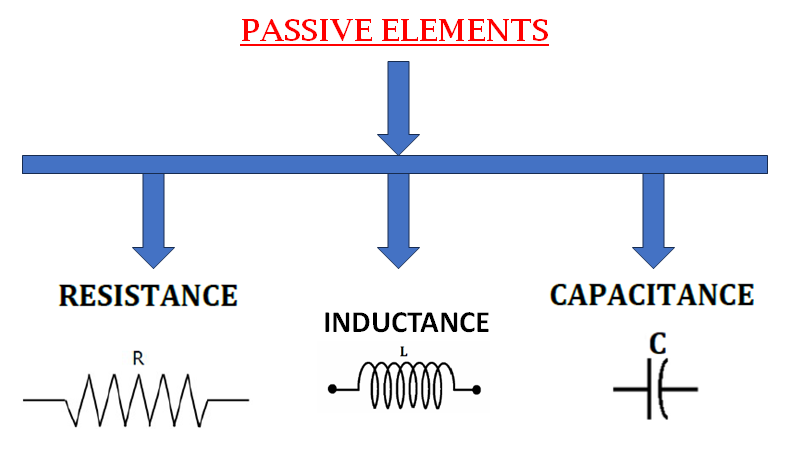 PASSIVE ELEMENTS
RESISTANCE
INDUCTANCE
CAPACITANCE
R
L
C